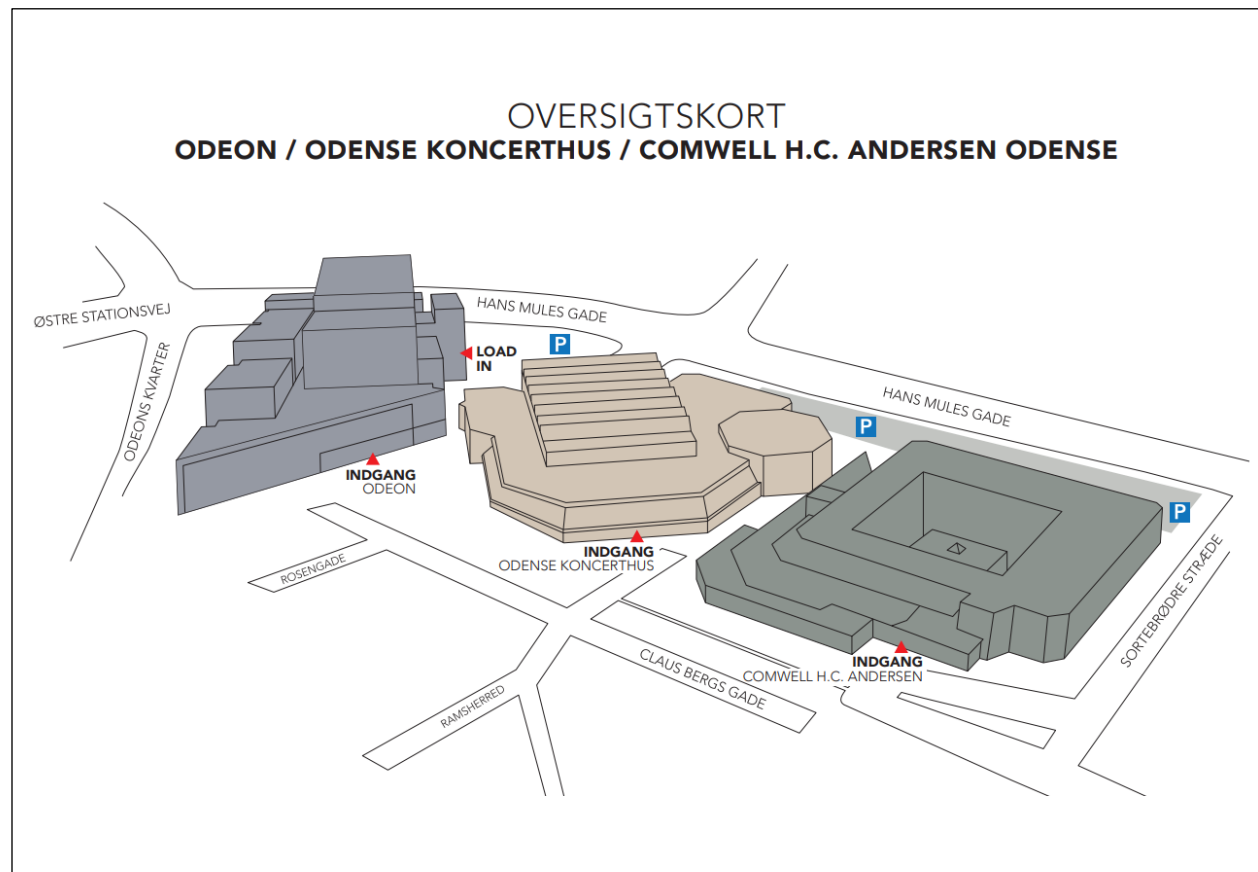 OVERSIGTSKORT
ODEON / ODENSE KONCERTHUS / COMWELL H.C. ANDERSEN ODENSE
ØSTRE STATIONSVEJ
HANS MULES GADE
P
LOAD
IN
ODEONS KVARTER
HANS MULES GADE
P
INDGANG
ODEON
P
INDGANG
ODENSE KONCERTHUS
ROSENGADE
SORTEBRØDRE STRÆDE
INDGANG
COMWELL H.C. ANDERSEN
CLAUS BERGS GADE
RAMSHERRED